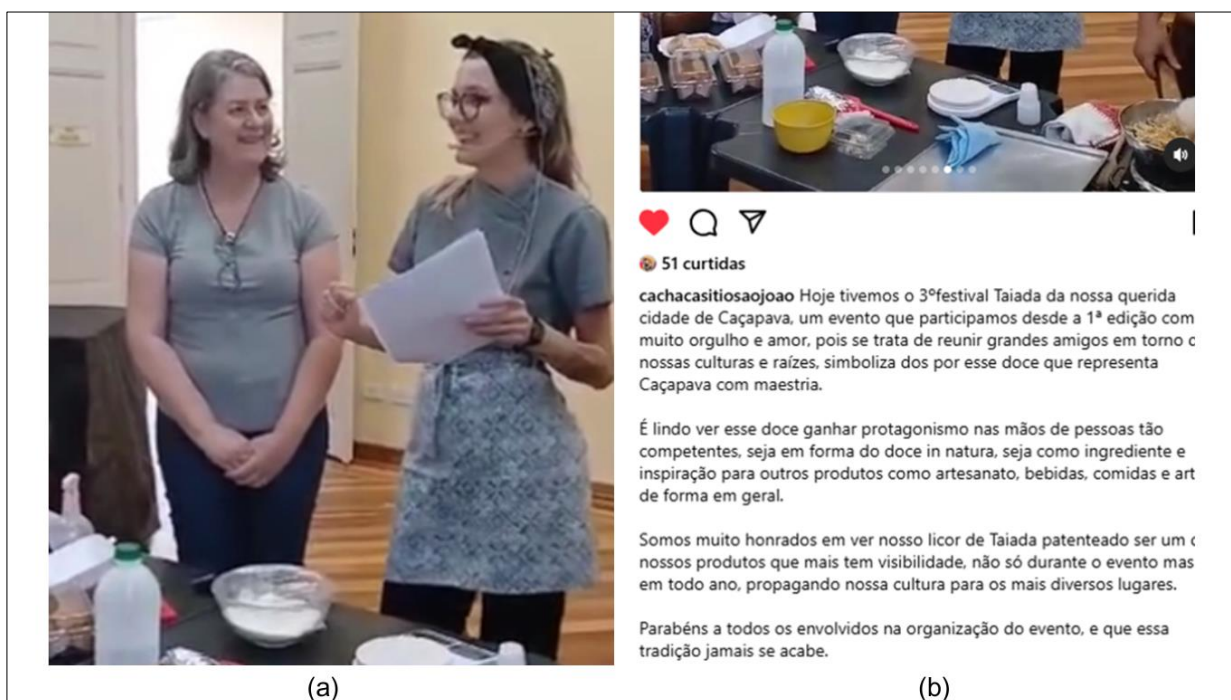 51 curtidas
cachacasitiosaojoao Hoje tivemos o 3ºfestival Taiada da nossa querida
cidade de Caçapava, um evento que participamos desde a 1ª edição com
muito orgulho e amor, pois se trata de reunir grandes amigos em torno
nossas culturas e raízes, simboliza dos por esse doce que representa
Caçapava com maestria.
É lindo ver esse doce ganhar protagonismo nas mãos de pessoas tão
competentes, seja em forma do doce in natura, seja como ingrediente e
inspiração para outros produtos como artesanato, bebidas, comidas e art
de forma em geral.
Somos muito honrados em ver nosso licor de Taiada patenteado ser um
nossos produtos que mais tem visibilidade, não só durante o evento mas
em todo ano, propagando nossa cultura para os mais diversos lugares.
Parabéns a todos os envolvidos na organização do evento, e que essa
tradição jamais se acabe.
(a)
(b)